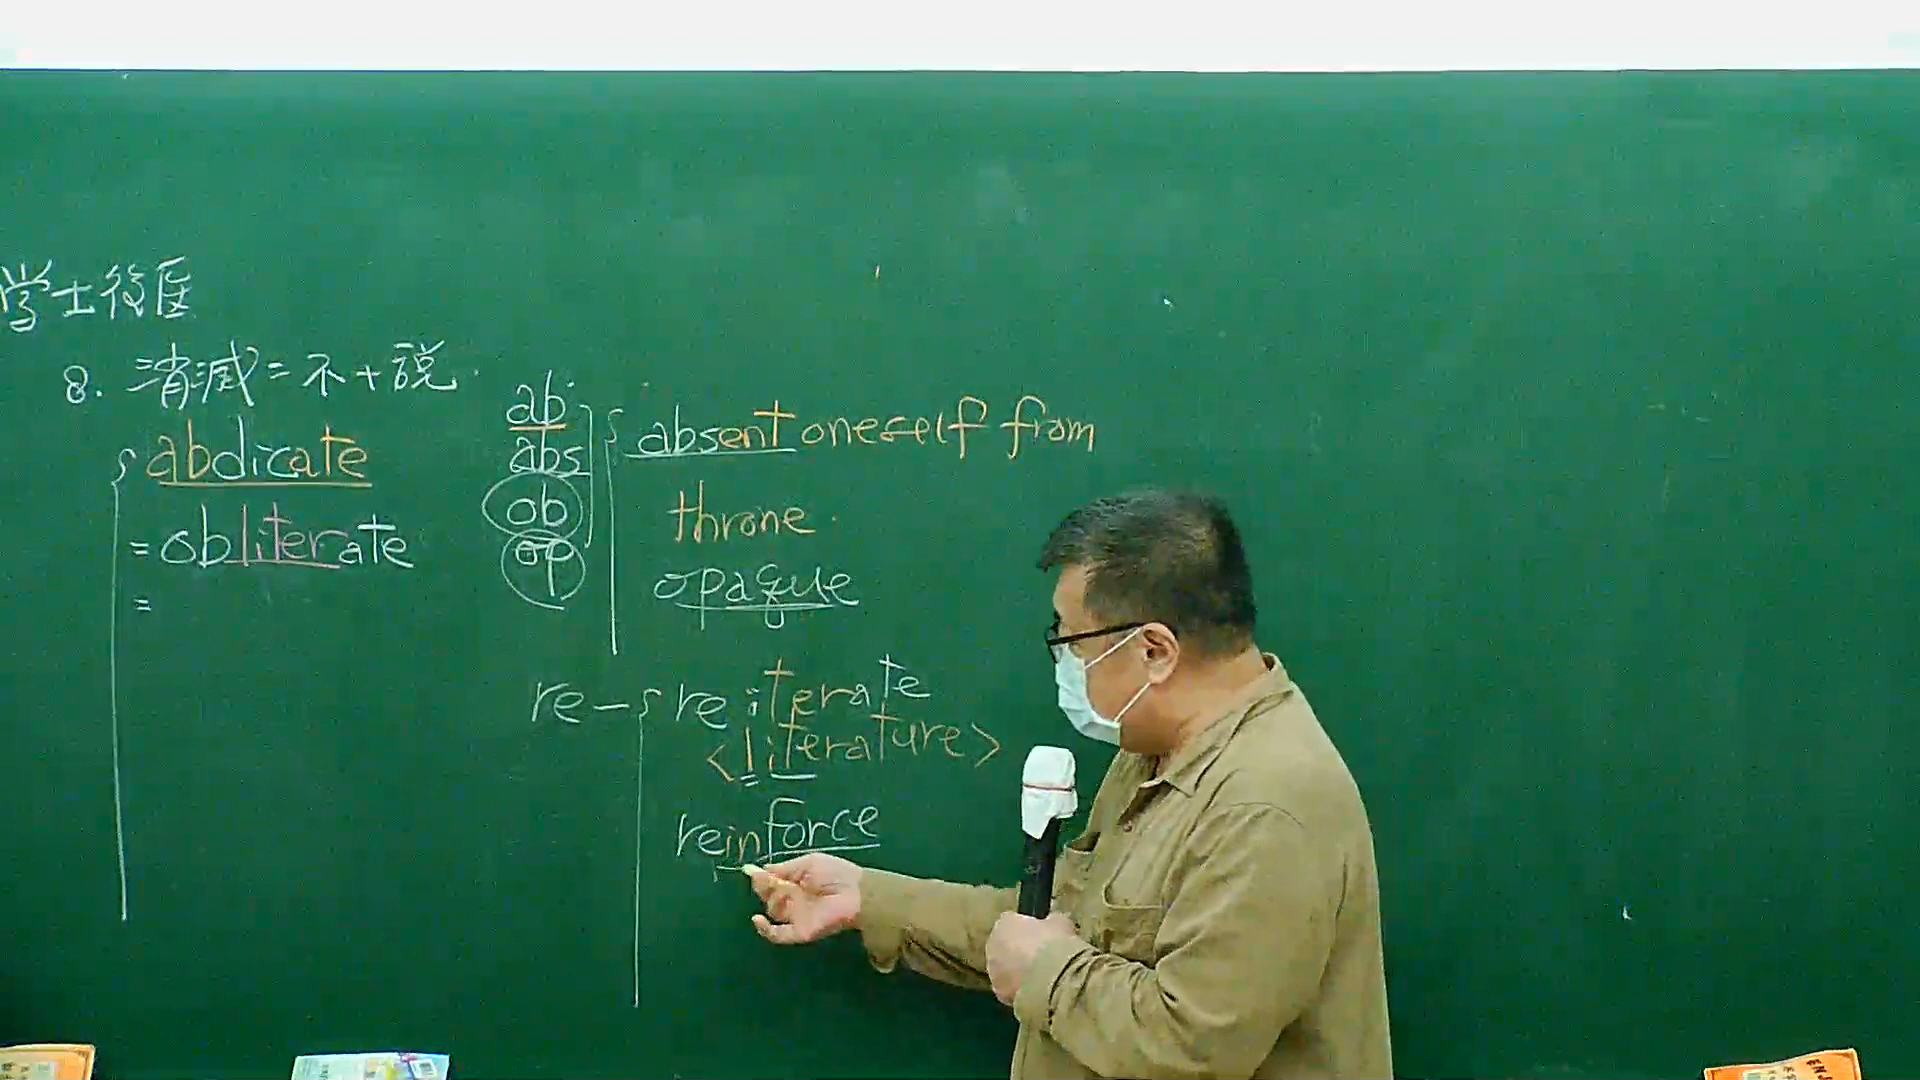 学士後医
8. 消滅=不+説
abdicate
=obliterate
=
ab
abs
ob
op
absent oneself from
throne
opaque
re- reiterate
<literature>
reinforce